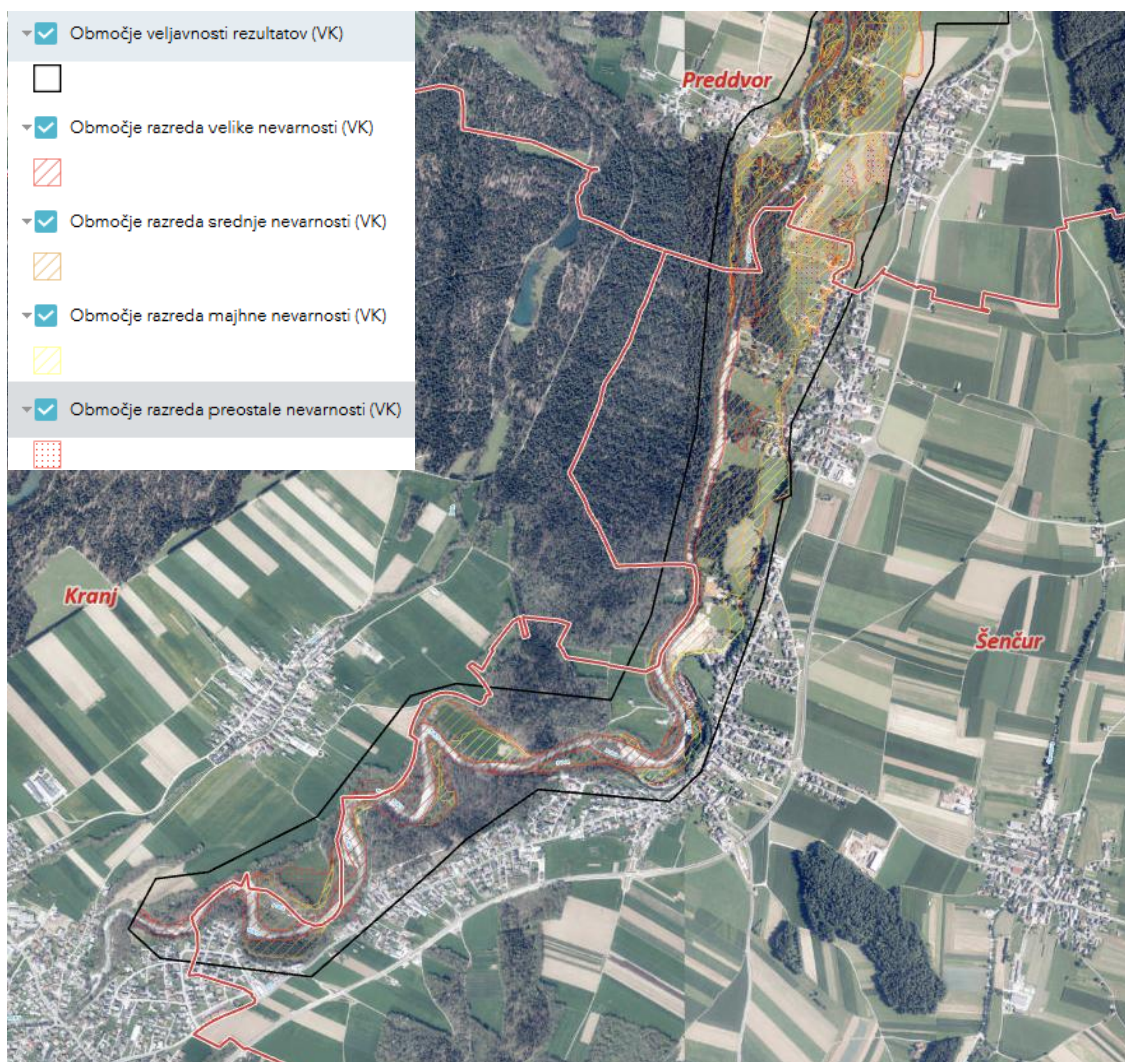 Območje veljavnosti rezultatov (VK)
Območje razreda velike nevarnosti (VK)
Območje razreda srednje nevarnosti (VK)
Območje razreda majhne nevarnosti (VK)
Območje razreda preostale nevarnosti (VK)
Preddvor
Kranj
Šenčur